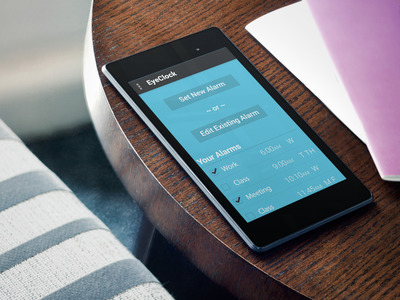 EyeClock
Set New Alarm
~ or ~
Edit Existing Alarm
Your Alarms
Work 6:00AM W
Class 9:00AM T TH
Meeting 10:10AM W
Class 11:45AM M F